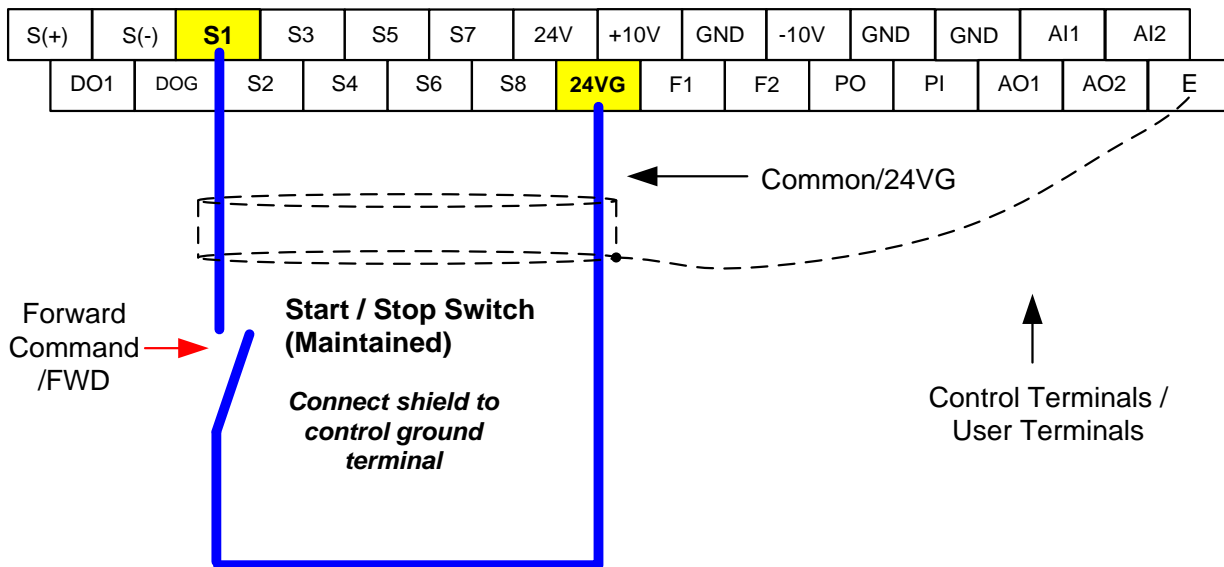 S(+) S(-) S1 S3 S5 S7 24V +10V GND -10V GND GND AI1 AI2
DO1 DOG S2 S4 S6 S8 24VG F1 F2 PO PI AO1 AO2 E
Common/24VG
Forward
Command
/FWD
Start / Stop Switch
(Maintained)
Connect shield to
control ground
terminal
Control Terminals /
User Terminals